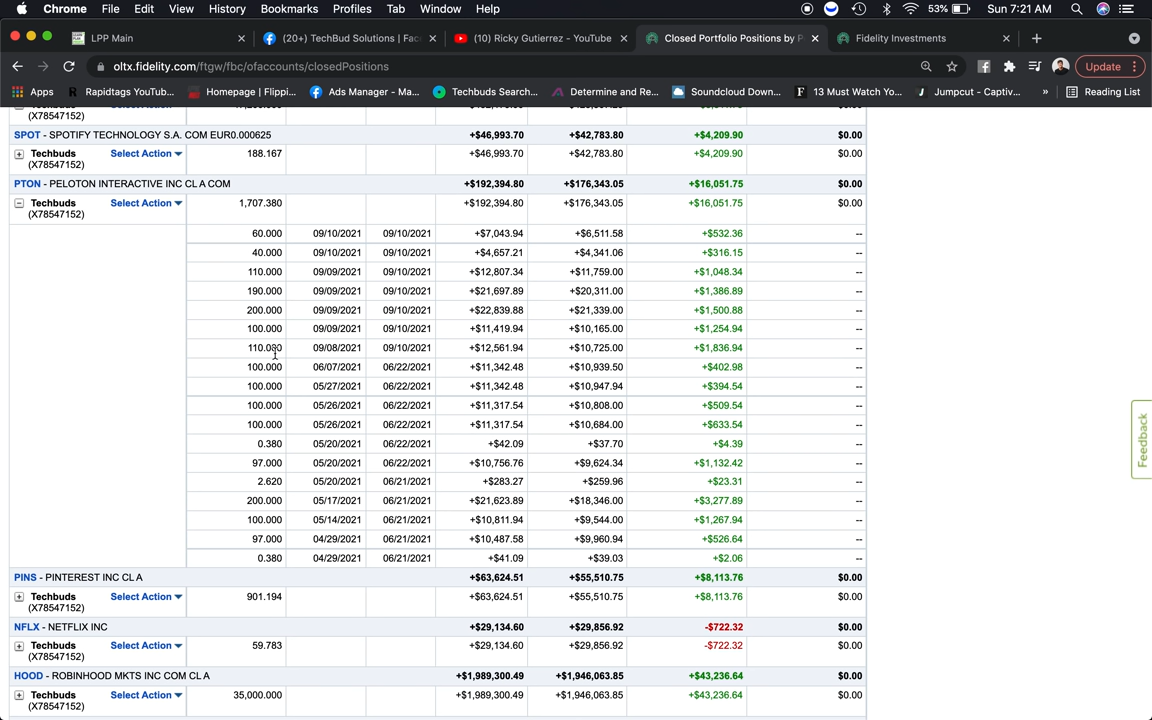 Chrome File Edit View History Bookmarks Profiles Tab Window Help 53% Sun 7:21 AM
LPP Main (20+) TechBud Solutions | Fac (10) Ricky Gutierrez - YouTube Closed Portfolio Positions by P Fidelity Investments
oltx.fidelity.com/ftgw/fbc/ofaccounts/closedPositions Update
Apps Rapidtags YouTub... Homepage | Flippi... Ads Manager - Ma... Techbuds Search... Determine and Re... Soundcloud Down... 13 Must Watch Yo... Jumpcut - Captiv... » Reading List
(X78547152)
SPOT - SPOTIFY TECHNOLOGY S.A. COM EUR0.000625 +$46,993.70 +$42,783.80 +$4,209.90 $0.00
Techbuds Select Action 188.167 +$46,993.70 +$42,783.80 +$4,209.90 $0.00
(X78547152)
PTON - PELOTON INTERACTIVE INC CL A COM +$192,394.80 +$176,343.05 +$16,051.75 $0.00
Techbuds Select Action 1,707.380 +$192,394.80 +$176,343.05 +$16,051.75 $0.00
(X78547152)
60.000 09/10/2021 09/10/2021 +$7,043.94 +$6,511.58 +$532.36 --
40.000 09/10/2021 09/10/2021 +$4,657.21 +$4,341.06 +$316.15 --
110.000 09/09/2021 09/10/2021 +$12,807.34 +$11,759.00 +$1,048.34 --
190.000 09/09/2021 09/10/2021 +$21,697.89 +$20,311.00 +$1,386.89 --
200.000 09/09/2021 09/10/2021 +$22,839.88 +$21,339.00 +$1,500.88 --
100.000 09/09/2021 09/10/2021 +$11,419.94 +$10,165.00 +$1,254.94 --
110.000 09/08/2021 09/10/2021 +$12,561.94 +$10,725.00 +$1,836.94 --
100.000 06/07/2021 06/22/2021 +$11,342.48 +$10,939.50 +$402.98 --
100.000 05/27/2021 06/22/2021 +$11,342.48 +$10,947.94 +$394.54 --
100.000 05/26/2021 06/22/2021 +$11,317.54 +$10,808.00 +$509.54 --
100.000 05/26/2021 06/22/2021 +$11,317.54 +$10,684.00 +$633.54 --
0.380 05/20/2021 06/22/2021 +$42.09 +$37.70 +$4.39 --
97.000 05/20/2021 06/22/2021 +$10,756.76 +$9,624.34 +$1,132.42 --
2.620 05/20/2021 06/21/2021 +$283.27 +$259.96 +$23.31 --
200.000 05/17/2021 06/21/2021 +$21,623.89 +$18,346.00 +$3,277.89 --
100.000 05/14/2021 06/21/2021 +$10,811.94 +$9,544.00 +$1,267.94 --
97.000 04/29/2021 06/21/2021 +$10,487.58 +$9,960.94 +$526.64 --
0.380 04/29/2021 06/21/2021 +$41.09 +$39.03 +$2.06 --
PINS - PINTEREST INC CL A +$63,624.51 +$55,510.75 +$8,113.76 $0.00
Techbuds Select Action 901.194 +$63,624.51 +$55,510.75 +$8,113.76 $0.00
(X78547152)
NFLX - NETFLIX INC +$29,134.60 +$29,856.92 -$722.32 $0.00
Techbuds Select Action 59.783 +$29,134.60 +$29,856.92 -$722.32 $0.00
(X78547152)
HOOD - ROBINHOOD MKTS INC COM CL A +$1,989,300.49 +$1,946,063.85 +$43,236.64 $0.00
Techbuds Select Action 35,000.000 +$1,989,300.49 +$1,946,063.85 +$43,236.64 $0.00
(X78547152)
Feedback